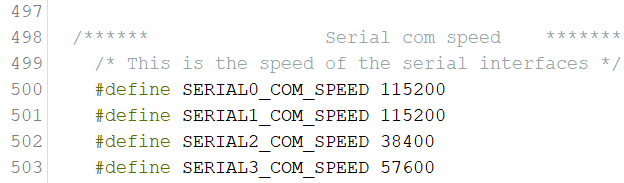 497
498 /****** Serial com speed *******
499 /* This is the speed of the serial interfaces */
500 #define SERIAL0_COM_SPEED 115200
501 #define SERIAL1_COM_SPEED 115200
502 #define SERIAL2_COM_SPEED 38400
503 #define SERIAL3_COM_SPEED 57600